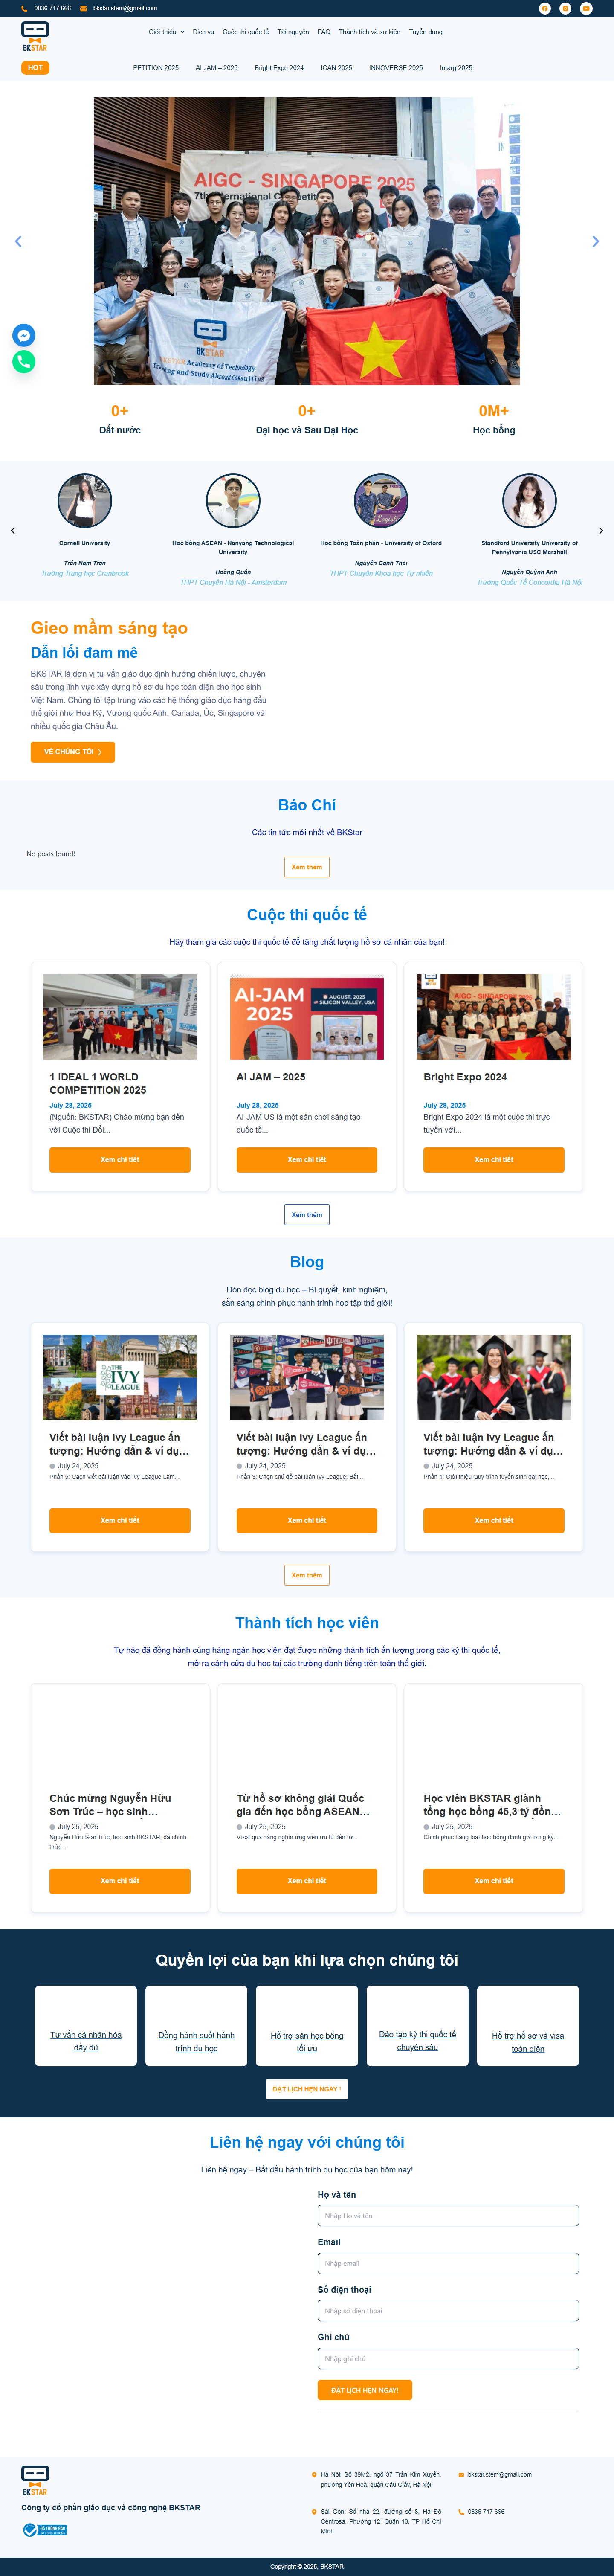 0836 717 666
bkstar.stem@gmail.com
BKSTAR
Giới thiệu
Dịch vụ
Cuộc thi quốc tế
Tài nguyên
FAQ
Thành tích và sự kiện
Tuyển dụng
HOT
PETITION 2025
AI JAM – 2025
Bright Expo 2024
ICAN 2025
INNOVERSE 2025
Intarg 2025
AIGC - SINGAPORE 2025
BKSTAR
0+
Đất nước
0+
Đại học và Sau Đại Học
0M+
Học bổng
Cornell University
Trần Nam Trân
Trường Trung học Cranbrook
Học bổng ASEAN - Nanyang Technological
University
Hoàng Quân
THPT Chuyên Hà Nội - Amsterdam
Học bổng Toàn phần - University of Oxford
Nguyễn Cảnh Thái
THPT Chuyên Khoa học Tự nhiên
Standford University University of
Pennylvania USC Marshall
Nguyễn Quỳnh Anh
Trường Quốc Tế Concordia Hà Nội
Gieo mầm sáng tạo
Dẫn lối đam mê
BKSTAR là đơn vị tư vấn giáo dục định hướng chiến lược, chuyên
sâu trong lĩnh vực xây dựng hồ sơ du học toàn diện cho học sinh
Việt Nam. Chúng tôi tập trung vào các hệ thống giáo dục hàng đầu
thế giới như Hoa Kỳ, Vương quốc Anh, Canada, Úc, Singapore và
nhiều quốc gia Châu Âu.
VỀ CHÚNG TÔI
Báo Chí
Các tin tức mới nhất về BKStar
No posts found!
Xem thêm
Cuộc thi quốc tế
Hãy tham gia các cuộc thi quốc tế để tăng chất lượng hồ sơ cá nhân của bạn!
AI-JAM
2025
AUGUST, 2025
SILICON VALLEY, USA
AIGC - SINGAPORE 2025
1 IDEAL 1 WORLD
COMPETITION 2025
July 28, 2025
(Nguồn: BKSTAR) Chào mừng bạn đến
với Cuộc thi Đổi...
Xem chi tiết
AI JAM – 2025
July 28, 2025
AI-JAM US là một sân chơi sáng tạo
quốc tế...
Xem chi tiết
Bright Expo 2024
July 28, 2025
Bright Expo 2024 là một cuộc thi trực
tuyến với...
Xem chi tiết
Xem thêm
Blog
Đón đọc blog du học – Bí quyết, kinh nghiệm,
sẵn sàng chinh phục hành trình học tập thế giới!
THE
IVY
LEAGUE
Viết bài luận Ivy League ấn
tượng: Hướng dẫn & ví dụ...
July 24, 2025
Phần 5: Cách viết bài luận vào Ivy League Làm...
Xem chi tiết
Viết bài luận Ivy League ấn
tượng: Hướng dẫn & ví dụ...
July 24, 2025
Phần 3: Chọn chủ đề bài luận Ivy League: Bắt...
Xem chi tiết
Viết bài luận Ivy League ấn
tượng: Hướng dẫn & ví dụ...
July 24, 2025
Phần 1: Giới thiệu Quy trình tuyển sinh đại học,...
Xem chi tiết
Xem thêm
Thành tích học viên
Tự hào đã đồng hành cùng hàng ngàn học viên đạt được những thành tích ấn tượng trong các kỳ thi quốc tế,
mở ra cánh cửa du học tại các trường danh tiếng trên toàn thế giới.
Chúc mừng Nguyễn Hữu
Sơn Trúc – học sinh...
July 25, 2025
Nguyễn Hữu Sơn Trúc, học sinh BKSTAR, đã chính
thức...
Xem chi tiết
Từ hồ sơ không giải Quốc
gia đến học bổng ASEAN...
July 25, 2025
Vượt qua hàng nghìn ứng viên ưu tú đến từ...
Xem chi tiết
Học viên BKSTAR giành
tổng học bổng 45,3 tỷ đồn...
July 25, 2025
Chinh phục hàng loạt học bổng danh giá trong kỳ...
Xem chi tiết
Quyền lợi của bạn khi lựa chọn chúng tôi
Tư vấn cá nhân hóa
đầy đủ
Đồng hành suốt hành
trình du học
Hỗ trợ săn học bổng
tối ưu
Đào tạo kỳ thi quốc tế
chuyên sâu
Hỗ trợ hồ sơ và visa
toàn diện
ĐẶT LỊCH HẸN NGAY !
Liên hệ ngay với chúng tôi
Liên hệ ngay – Bắt đầu hành trình du học của bạn hôm nay!
Họ và tên
Nhập Họ và tên
Email
Nhập email
Số điện thoại
Nhập số điện thoại
Ghi chú
Nhập ghi chú
ĐẶT LỊCH HẸN NGAY!
BKSTAR
Công ty cổ phần giáo dục và công nghệ BKSTAR
ĐÃ THÔNG BÁO
Hà Nội: Số 39M2, ngõ 37 Trần Kim Xuyến,
phường Yên Hoà, quận Cầu Giấy, Hà Nội
Sài Gòn: Số nhà 22, đường số 8, Hà Đô
Centrosa, Phường 12, Quận 10, TP Hồ Chí
Minh
bkstar.stem@gmail.com
0836 717 666
Copyright © 2025, BKSTAR